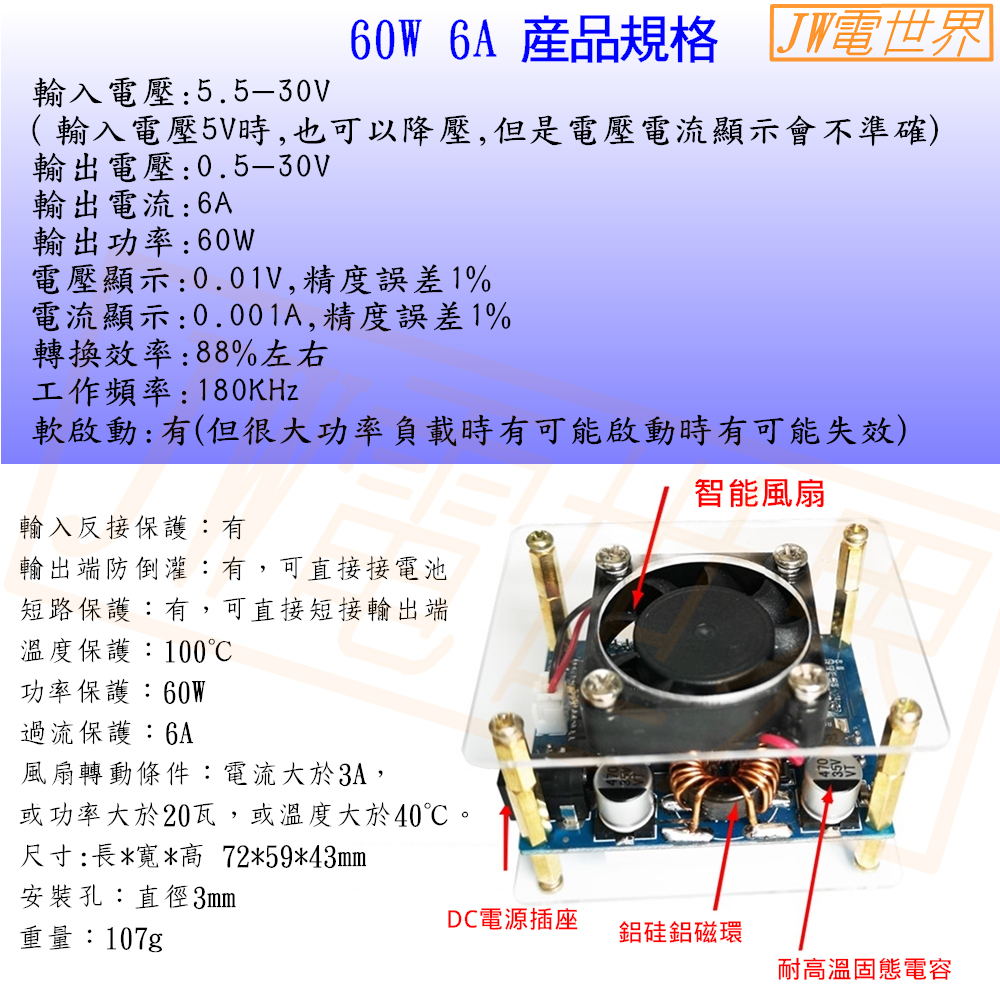 60W 6A 産品規格
JW電世界
輸入電壓:5.5—30V
( 輸入電壓5V時,也可以降壓,但是電壓電流顯示會不準確)
輸出電壓:0.5—30V
輸出電流:6A
輸出功率:60W
電壓顯示:0.01V,精度誤差1%
電流顯示:0.001A,精度誤差1%
轉換效率:88%左右
工作頻率:180KHz
軟啟動:有(但很大功率負載時有可能啟動時有可能失效)
智能風扇
輸入反接保護：有
輸出端防倒灌：有，可直接接電池
短路保護：有，可直接短接輸出端
溫度保護：100℃
功率保護：60W
過流保護：6A
風扇轉動條件：電流大於3A，
或功率大於20瓦，或溫度大於40℃。
尺寸:長*寬*高 72*59*43mm
安裝孔：直徑3mm
重量：107g
470
35V
VT
470
35V
VT
DC電源插座
鋁硅鋁磁環
耐高溫固態電容
JW電世界